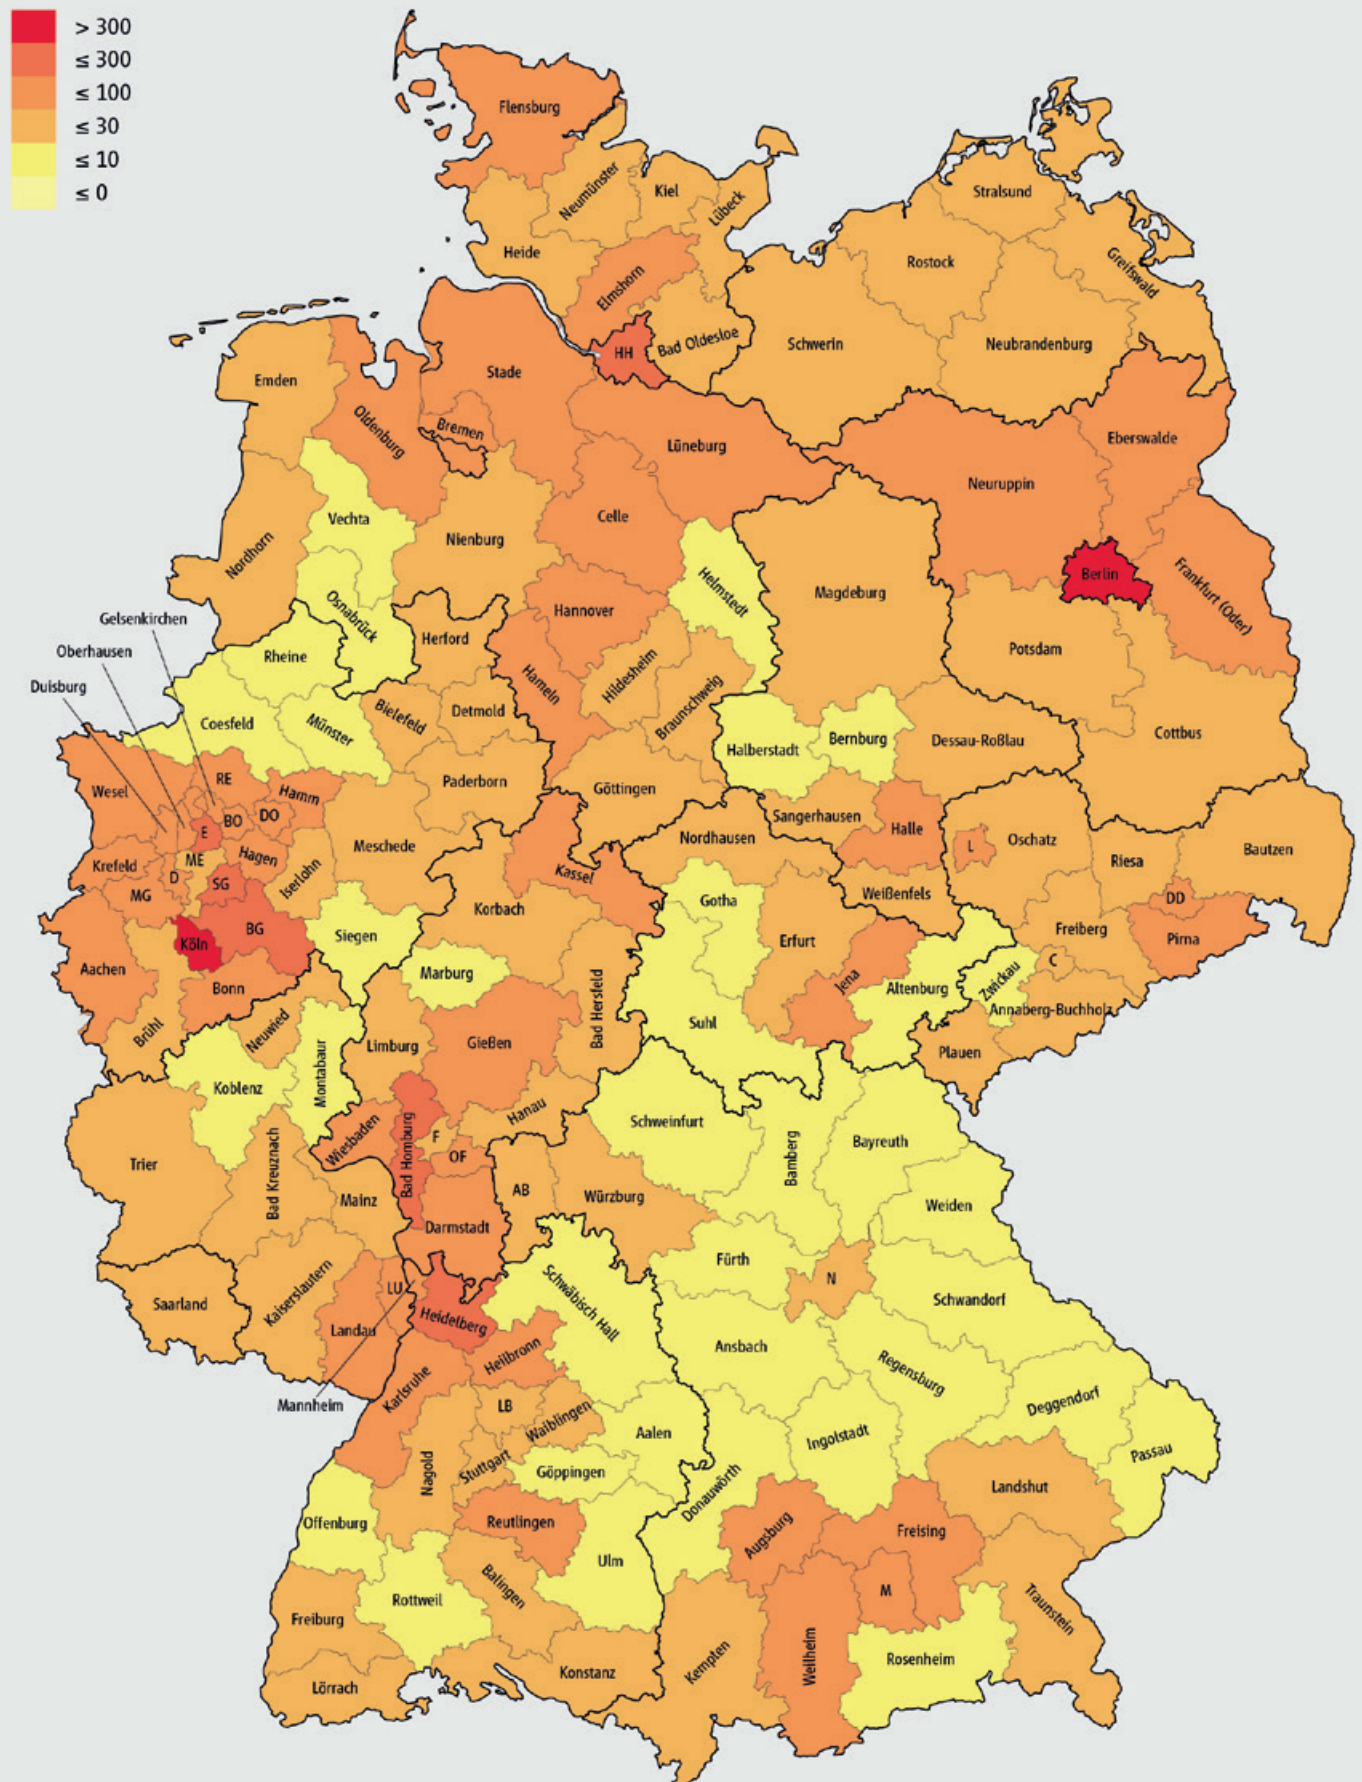 > 300
≤ 300
≤ 100
≤ 30
≤ 10
≤ 0
Flensburg
Neumünster
Kiel
Lübeck
Stralsund
Heide
Rostock
Greifswald
Elmshorn
HH
Bad Oldesloe
Schwerin
Neubrandenburg
Emden
Stade
Oldenburg
Bremen
Lüneburg
Eberswalde
Neuruppin
Vechta
Nordhorn
Nienburg
Celle
Helmstedt
Magdeburg
Berlin
Frankfurt (Oder)
Gelsenkirchen
Oberhausen
Duisburg
Osnabrück
Herford
Hannover
Rheine
Potsdam
Hameln
Hildesheim
Braunschweig
Coesfeld
Münster
Bielefeld
Detmold
Halberstadt
Bernburg
Dessau-Roßlau
Cottbus
Wesel
RE
Hamm
Paderborn
Göttingen
E
BO
DO
Sangerhausen
Halle
Nordhausen
Oschatz
L
Riesa
Bautzen
Krefeld
ME
Hagen
Meschede
D
SG
Iserlohn
Kassel
MG
Korbach
Gotha
Weißenfels
DD
Köln
BG
Siegen
Erfurt
Freiberg
Pirna
Aachen
Bonn
Marburg
Bad Hersfeld
Jena
Altenburg
Zwickau
C
Annaberg-Buchholz
Brühl
Neuwied
Limburg
Gießen
Suhl
Plauen
Koblenz
Montabaur
Wiesbaden
Bad Homburg
F
OF
Hanau
Schweinfurt
Bamberg
Bayreuth
Trier
Bad Kreuznach
Mainz
AB
Würzburg
Weiden
Darmstadt
Fürth
N
Saarland
Kaiserslautern
LU
Landau
Heidelberg
Schwäbisch Hall
Schwandorf
Ansbach
Regensburg
Karlsruhe
Heilbronn
Mannheim
LB
Waiblingen
Aalen
Ingolstadt
Deggendorf
Passau
Nagold
Stuttgart
Göppingen
Donauwörth
Landshut
Offenburg
Reutlingen
Augsburg
Freising
Ulm
Rottweil
Balingen
M
Traunstein
Freiburg
Weilheim
Rosenheim
Kempten
Konstanz
Lörrach